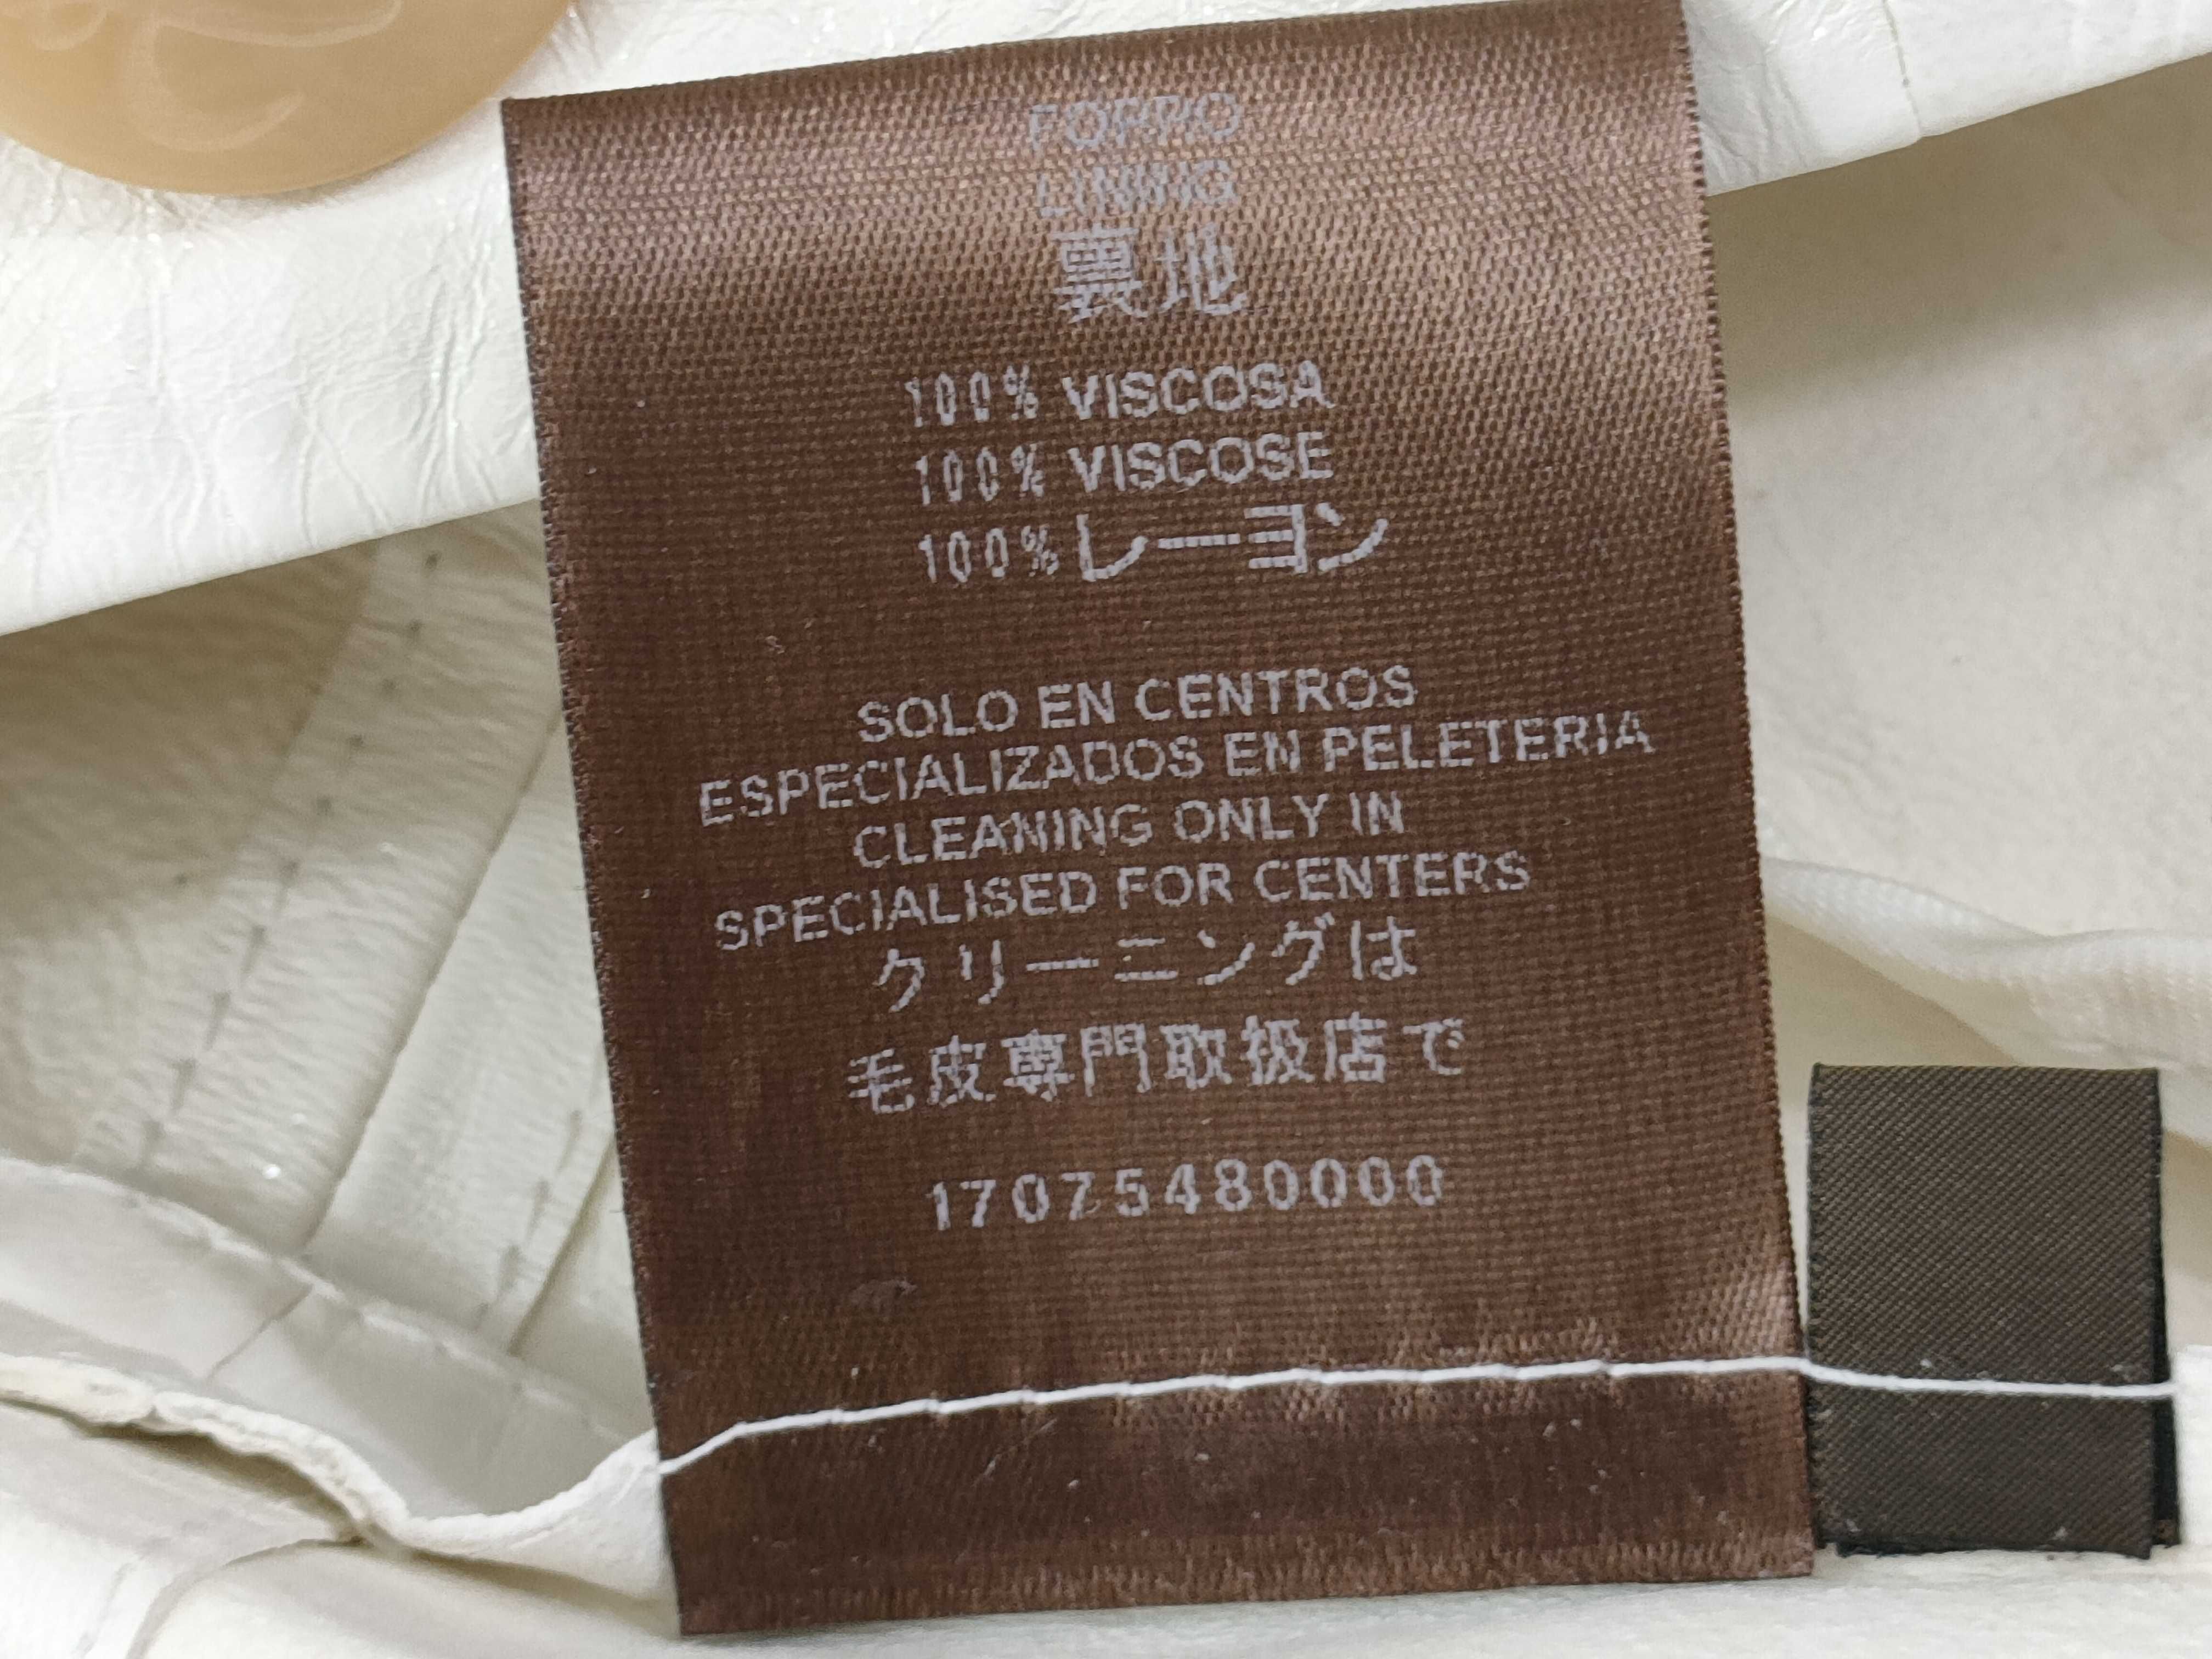 FORRO
LINING
裏地
100% VISCOSA
100% VISCOSE
100%レーヨン
SOLO EN CENTROS
ESPECIALIZADOS EN PELETERIA
CLEANING ONLY IN
SPECIALISED FOR CENTERS
クリーニングは
毛皮専門取扱店で
17075480000